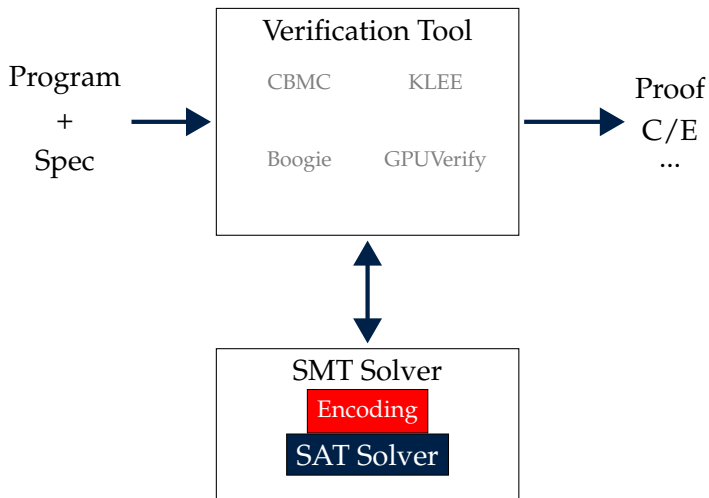 Program
+
Spec
Verification Tool
CBMC KLEE
Boogie GPUVerify
Proof
C/E
...
SMT Solver
Encoding
SAT Solver